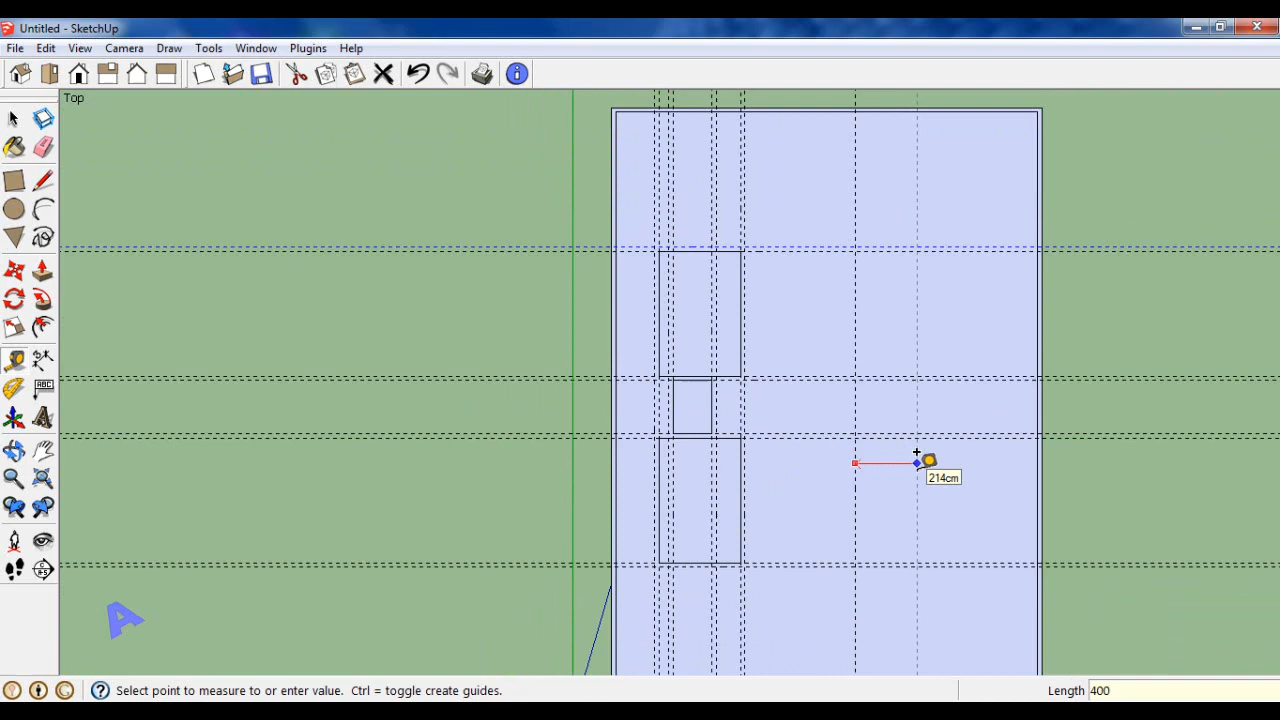 Untitled - SketchUp
File Edit View Camera Draw Tools Window Plugins Help
Top
ABC
A
214cm
A
Select point to measure to or enter value. Ctrl = toggle create guides.
Length 400